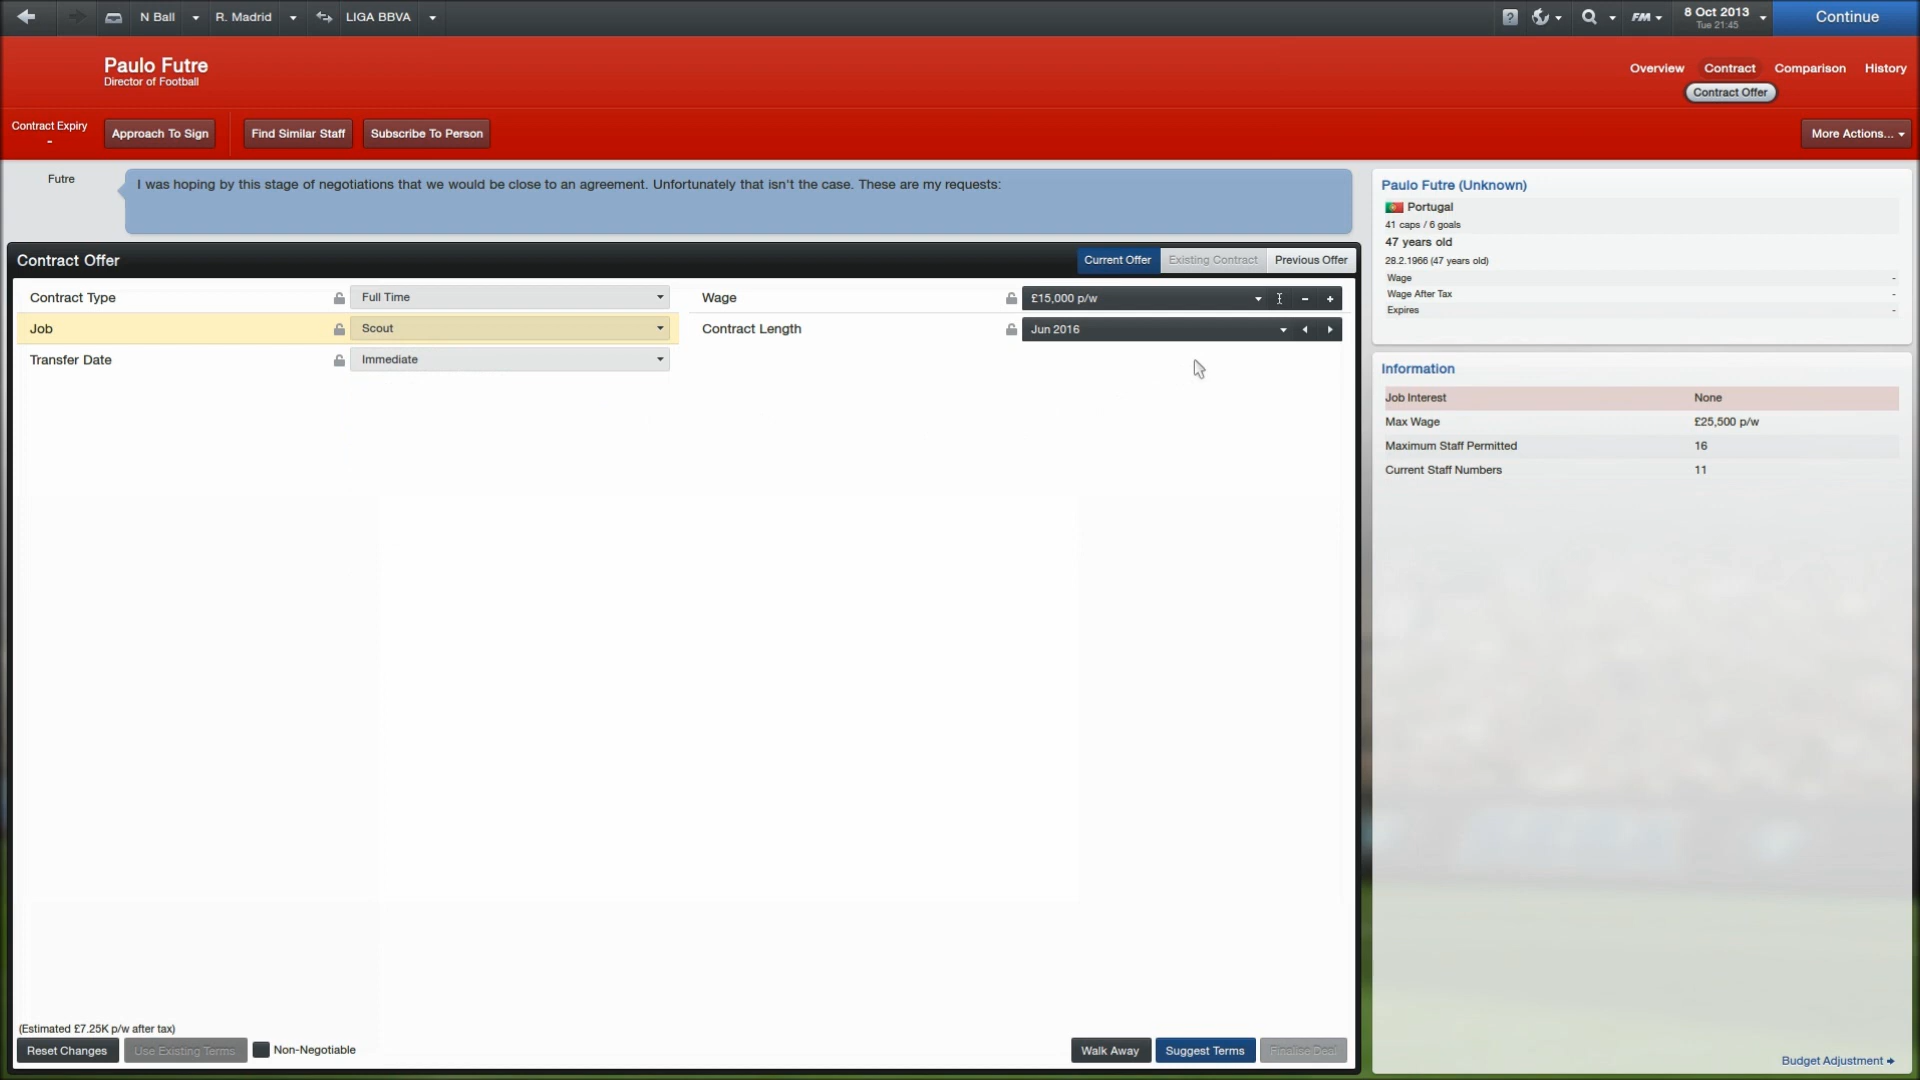 N Ball
R. Madrid
LIGA BBVA
?
FM
8 Oct 2013
Tue 21:45
Continue
Paulo Futre
Director of Football
Overview
Contract
Comparison
History
Contract Offer
Contract Expiry
-
Approach To Sign
Find Similar Staff
Subscribe To Person
More Actions...
Futre
I was hoping by this stage of negotiations that we would be close to an agreement. Unfortunately that isn't the case. These are my requests:
Contract Offer
Current Offer
Existing Contract
Previous Offer
Contract Type
Full Time
Wage
£15,000 p/w
Job
Scout
Contract Length
Jun 2016
Transfer Date
Immediate
Paulo Futre (Unknown)
Portugal
41 caps / 6 goals
47 years old
28.2.1966 (47 years old)
Wage -
Wage After Tax -
Expires -
Information
Job Interest None
Max Wage £25,500 p/w
Maximum Staff Permitted 16
Current Staff Numbers 11
(Estimated £7.25K p/w after tax)
Reset Changes
Use Existing Terms
Non-Negotiable
Walk Away
Suggest Terms
Finalise Deal
Budget Adjustment